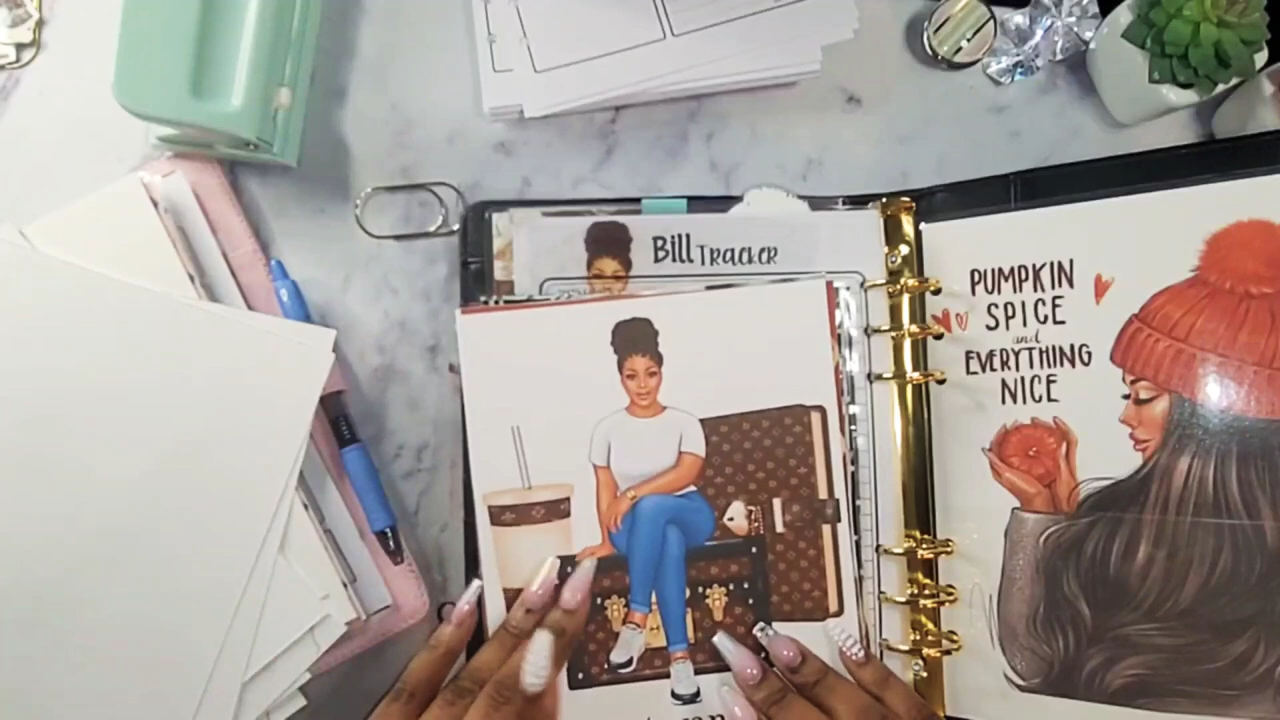 Bill Tracker
PUMPKIN
SPICE
and
EVERYTHING
NICE